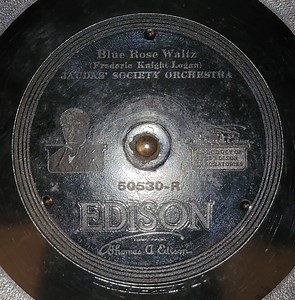 Blue Rose Waltz
(Frederic Knight Logan)
JAUDAS' SOCIETY ORCHESTRA
50530-R
EDISON
Thomas A Edison